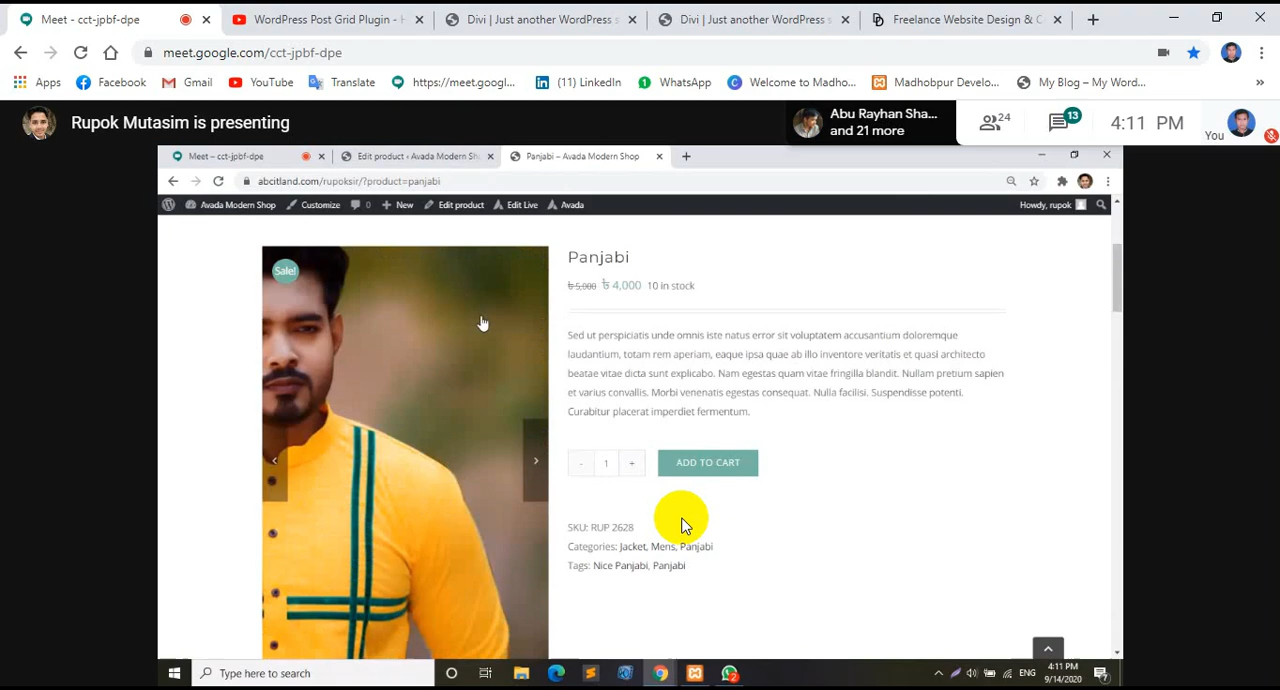 Meet - cct-jpbf-dpe
WordPress Post Grid Plugin - H
Divi | Just another WordPress s
Divi | Just another WordPress s
Freelance Website Design & C
meet.google.com/cct-jpbf-dpe
Apps
Facebook
Gmail
YouTube
Translate
https://meet.googl...
(11) LinkedIn
WhatsApp
Welcome to Madho...
Madhobpur Develo...
My Blog – My Word...
»
Rupok Mutasim is presenting
Abu Rayhan Sha...
and 21 more
24
13
4:11 PM
You
Meet – cct-jpbf-dpe
Edit product ‹ Avada Modern Sh
Panjabi – Avada Modern Shop
abcitland.com/rupoksir/?product=panjabi
Avada Modern Shop
Customize
0
New
Edit product
Edit Live
Avada
Howdy, rupok
Sale!
Panjabi
৳ 5,000 ৳ 4,000 10 in stock
Sed ut perspiciatis unde omnis iste natus error sit voluptatem accusantium doloremque
laudantium, totam rem aperiam, eaque ipsa quae ab illo inventore veritatis et quasi architecto
beatae vitae dicta sunt explicabo. Nam egestas quam vitae fringilla blandit. Nullam pretium sapien
et varius convallis. Morbi venenatis egestas consequat. Nulla facilisi. Suspendisse potenti.
Curabitur placerat imperdiet fermentum.
- 1 +
ADD TO CART
SKU: RUP 2628
Categories: Jacket, Mens, Panjabi
Tags: Nice Panjabi, Panjabi
Type here to search
2
ENG
4:11 PM
9/14/2020
7